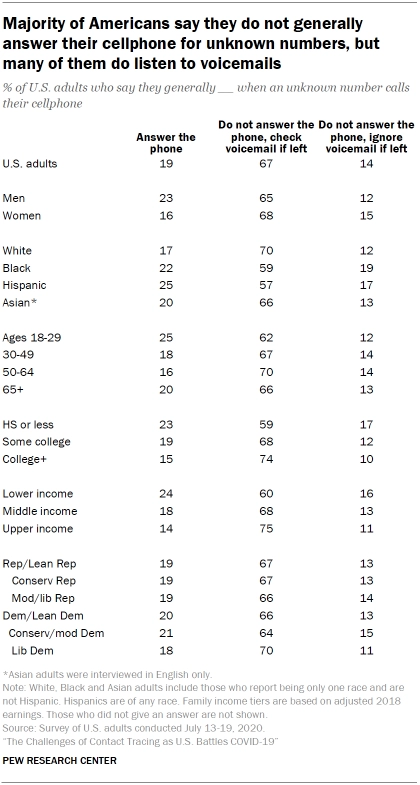 Majority of Americans say they do not generally
answer their cellphone for unknown numbers, but
many of them do listen to voicemails
% of U.S. adults who say they generally __ when an unknown number calls
their cellphone
Answer the phone Do not answer the phone, check voicemail if left Do not answer the phone, ignore voicemail if left
U.S. adults 19 67 14
Men 23 65 12
Women 16 68 15
White 17 70 12
Black 22 59 19
Hispanic 25 57 17
Asian* 20 66 13
Ages 18-29 25 62 12
30-49 18 67 14
50-64 16 70 14
65+ 20 66 13
HS or less 23 59 17
Some college 19 68 12
College+ 15 74 10
Lower income 24 60 16
Middle income 18 68 13
Upper income 14 75 11
Rep/Lean Rep 19 67 13
Conserv Rep 19 67 13
Mod/lib Rep 19 66 14
Dem/Lean Dem 20 66 13
Conserv/mod Dem 21 64 15
Lib Dem 18 70 11
*Asian adults were interviewed in English only.
Note: White, Black and Asian adults include those who report being only one race and are
not Hispanic. Hispanics are of any race. Family income tiers are based on adjusted 2018
earnings. Those who did not give an answer are not shown.
Source: Survey of U.S. adults conducted July 13-19, 2020.
"The Challenges of Contact Tracing as U.S. Battles COVID-19"
PEW RESEARCH CENTER